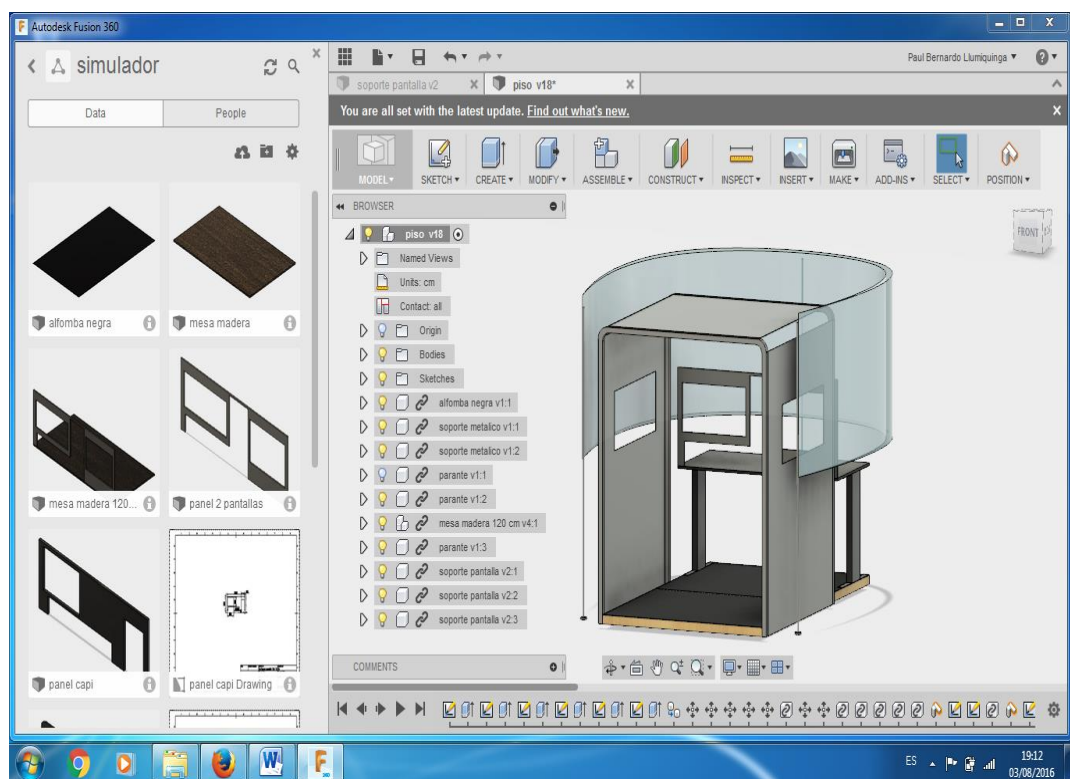 Autodesk Fusion 360
simulador
Data
People
alfomba negra
mesa madera
mesa madera 120...
panel 2 pantallas
panel capi
panel capi Drawing
Paul Bernardo Llumiquinga
soporte pantalla v2
piso v18*
You are all set with the latest update. Find out what's new.
MODEL
SKETCH
CREATE
MODIFY
ASSEMBLE
CONSTRUCT
INSPECT
INSERT
MAKE
ADD-INS
SELECT
POSITION
BROWSER
piso v18
Named Views
Units: cm
Contact: all
Origin
Bodies
Sketches
alfomba negra v1:1
soporte metalico v1:1
soporte metalico v1:2
parante v1:1
parante v1:2
mesa madera 120 cm v4:1
parante v1:3
soporte pantalla v2:1
soporte pantalla v2:2
soporte pantalla v2:3
FRONT
COMMENTS
ES
19:12
03/08/2016